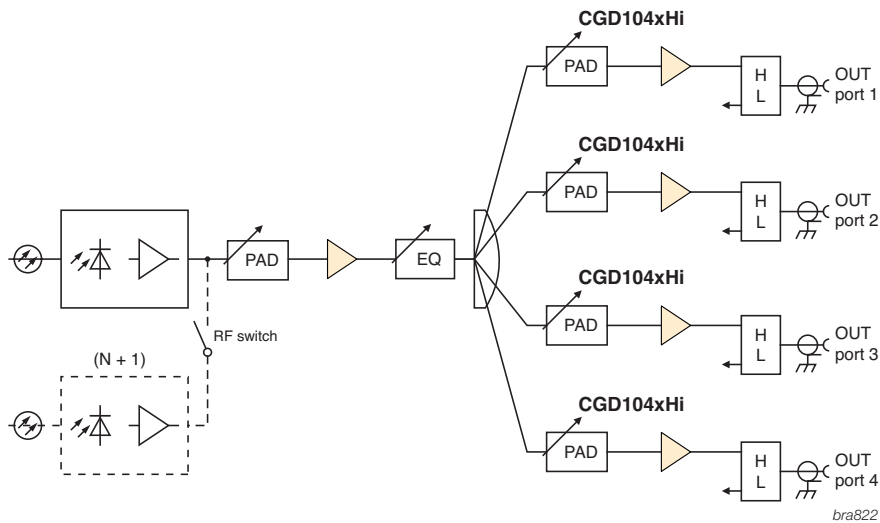 CGD104xHi
PAD
H
L
OUT
port 1
CGD104xHi
PAD
H
L
OUT
port 2
PAD
EQ
RF switch
(N + 1)
CGD104xHi
PAD
H
L
OUT
port 3
CGD104xHi
PAD
H
L
OUT
port 4
bra822